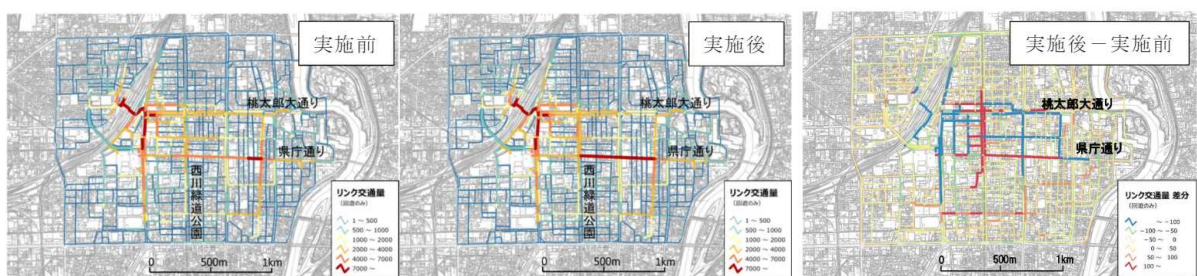 実施前
桃太郎大通り
県庁通り
西川緑道公園
リンク交通量
(回遊のみ)
1 ~ 500
500 ~ 1000
1000 ~ 2000
2000 ~ 4000
4000 ~ 7000
7000 ~
0 500m 1km
実施後
桃太郎大通り
県庁通り
西川緑道公園
リンク交通量
(回遊のみ)
1 ~ 500
500 ~ 1000
1000 ~ 2000
2000 ~ 4000
4000 ~ 7000
7000 ~
0 500m 1km
実施後－実施前
桃太郎大通り
県庁通り
リンク交通量 差分
(回遊のみ)
~ -100
-100 ~ -50
-50 ~ 0
0 ~ 50
50 ~ 100
100 ~
0 500m 1km